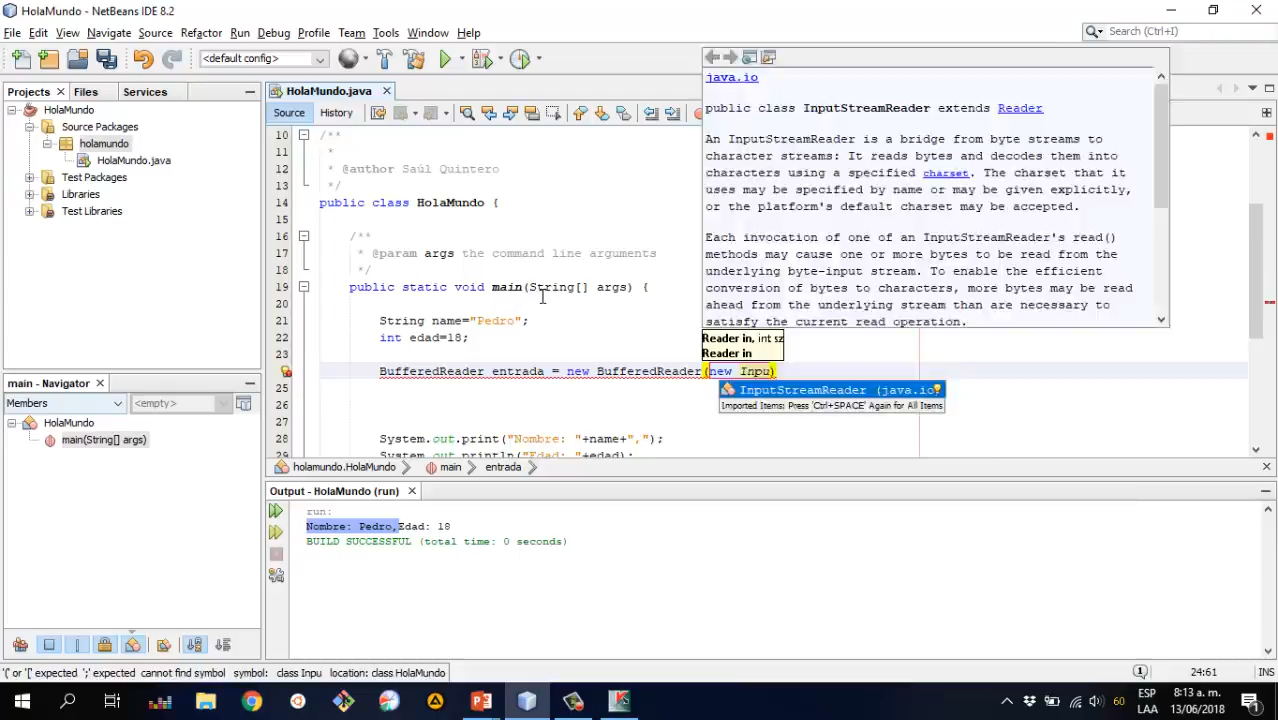 HolaMundo - NetBeans IDE 8.2
File Edit View Navigate Source Refactor Run Debug Profile Team Tools Window Help
Search (Ctrl+I)
<default config>
Projects Files Services
HolaMundo
Source Packages
holamundo
HolaMundo.java
Test Packages
Libraries
Test Libraries
HolaMundo.java
Source History
10 /**
11 *
12 * @author Saúl Quintero
13 */
14 public class HolaMundo {
15
16 /**
17 * @param args the command line arguments
18 */
19 public static void main(String[] args) {
20
21 String name="Pedro";
22 int edad=18;
23
BufferedReader entrada = new BufferedReader(new Inpu)
25
26
28 System.out.print("Nombre: "+name+",");
29 System.out.println("Edad: "+edad);
java.io
public class InputStreamReader extends Reader
An InputStreamReader is a bridge from byte streams to
character streams: It reads bytes and decodes them into
characters using a specified charset. The charset that it
uses may be specified by name or may be given explicitly,
or the platform's default charset may be accepted.
Each invocation of one of an InputStreamReader's read()
methods may cause one or more bytes to be read from the
underlying byte-input stream. To enable the efficient
conversion of bytes to characters, more bytes may be read
ahead from the underlying stream than are necessary to
satisfy the current read operation.
Reader in, int sz
Reader in
InputStreamReader (java.io)
Imported Items; Press 'Ctrl+SPACE' Again for All Items
main - Navigator
Members
<empty>
HolaMundo
main(String[] args)
holamundo.HolaMundo main entrada
Output - HolaMundo (run)
run:
Nombre: Pedro,Edad: 18
BUILD SUCCESSFUL (total time: 0 seconds)
'(' or '[' expected ';' expected cannot find symbol symbol: class Inpu location: class HolaMundo
1 24:61 INS
60 ESP LAA 8:13 a. m. 13/06/2018
1